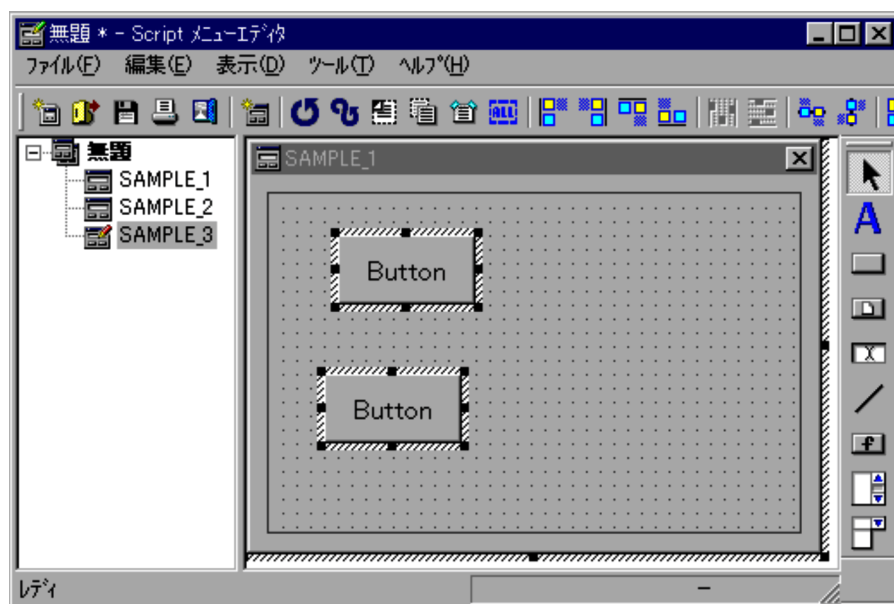 無題 * - Script ﾒﾆｭｰｴﾃﾞｨﾀ
ﾌｧｲﾙ(F) 編集(E) 表示(D) ﾂｰﾙ(T) ﾍﾙﾌﾟ(H)
ALL
無題
SAMPLE_1
SAMPLE_2
SAMPLE_3
SAMPLE_1
Button
Button
A
f
ﾚﾃﾞｨ